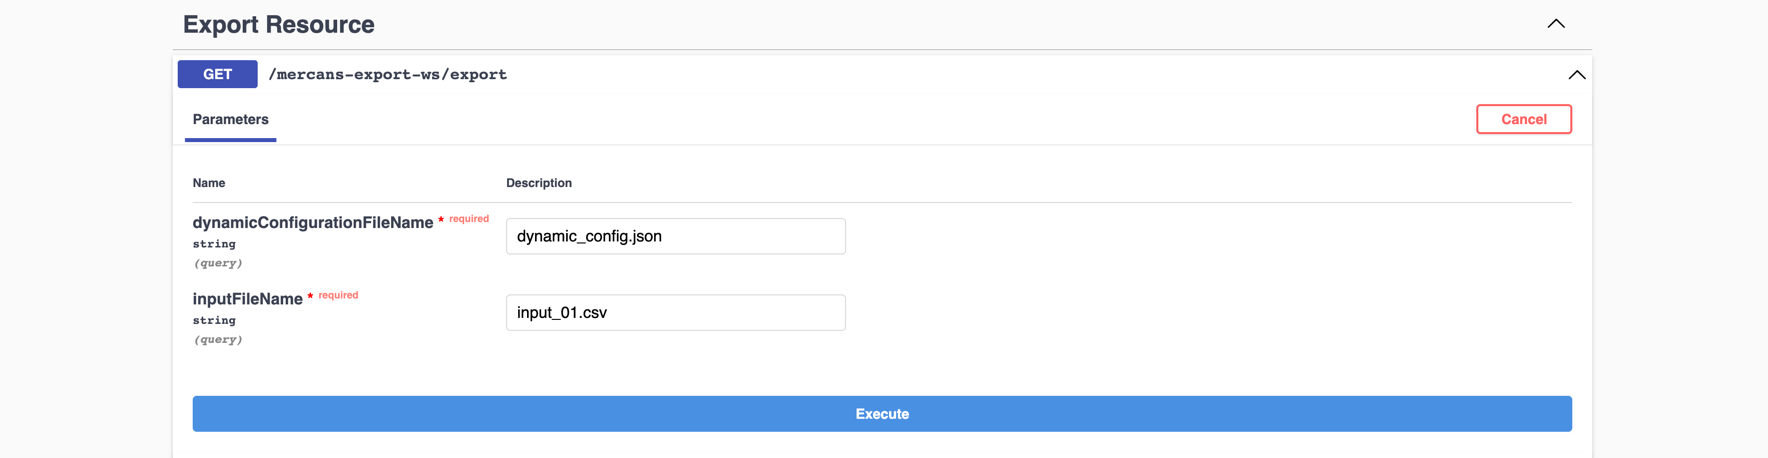 Export Resource
GET /mercans-export-ws/export
Parameters
Cancel
Name Description
dynamicConfigurationFileName * required
string
(query)
dynamic_config.json
inputFileName * required
string
(query)
input_01.csv
Execute